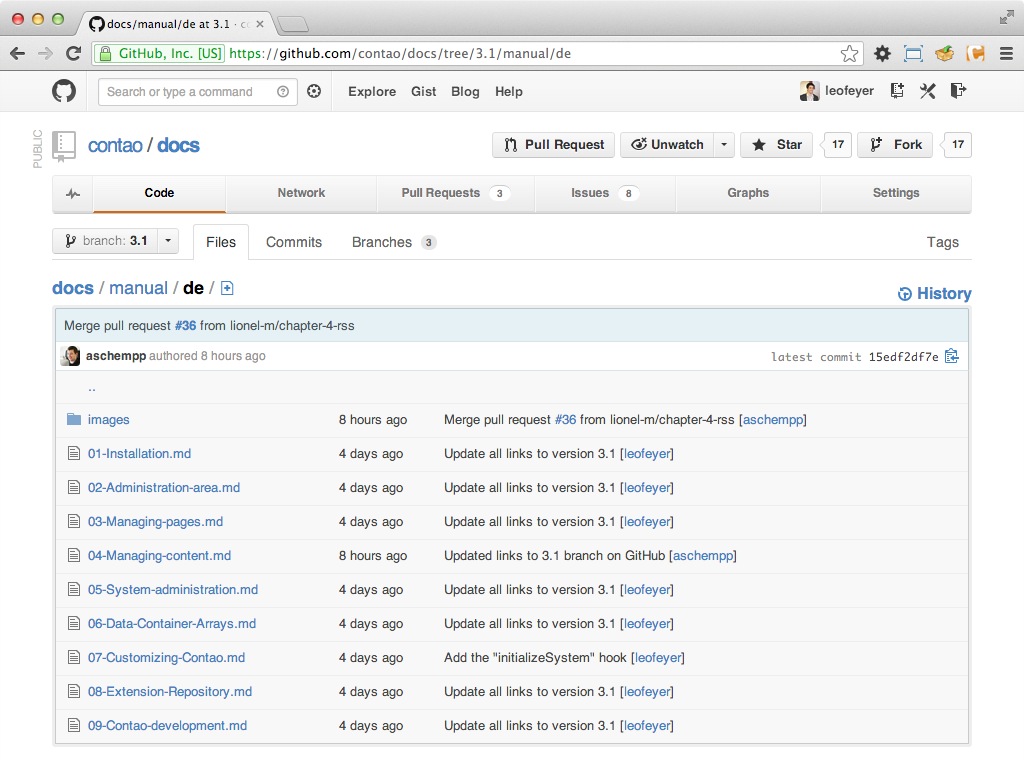 docs/manual/de at 3.1 · co
GitHub, Inc. [US] https://github.com/contao/docs/tree/3.1/manual/de
Search or type a command Explore Gist Blog Help leofeyer
PUBLIC
contao / docs Pull Request Unwatch Star 17 Fork 17
Code Network Pull Requests 3 Issues 8 Graphs Settings
branch: 3.1 Files Commits Branches 3 Tags
docs / manual / de / History
Merge pull request #36 from lionel-m/chapter-4-rss
aschempp authored 8 hours ago latest commit 15edf2df7e
..
images 8 hours ago Merge pull request #36 from lionel-m/chapter-4-rss [aschempp]
01-Installation.md 4 days ago Update all links to version 3.1 [leofeyer]
02-Administration-area.md 4 days ago Update all links to version 3.1 [leofeyer]
03-Managing-pages.md 4 days ago Update all links to version 3.1 [leofeyer]
04-Managing-content.md 8 hours ago Updated links to 3.1 branch on GitHub [aschempp]
05-System-administration.md 4 days ago Update all links to version 3.1 [leofeyer]
06-Data-Container-Arrays.md 4 days ago Update all links to version 3.1 [leofeyer]
07-Customizing-Contao.md 4 days ago Add the "initializeSystem" hook [leofeyer]
08-Extension-Repository.md 4 days ago Update all links to version 3.1 [leofeyer]
09-Contao-development.md 4 days ago Update all links to version 3.1 [leofeyer]